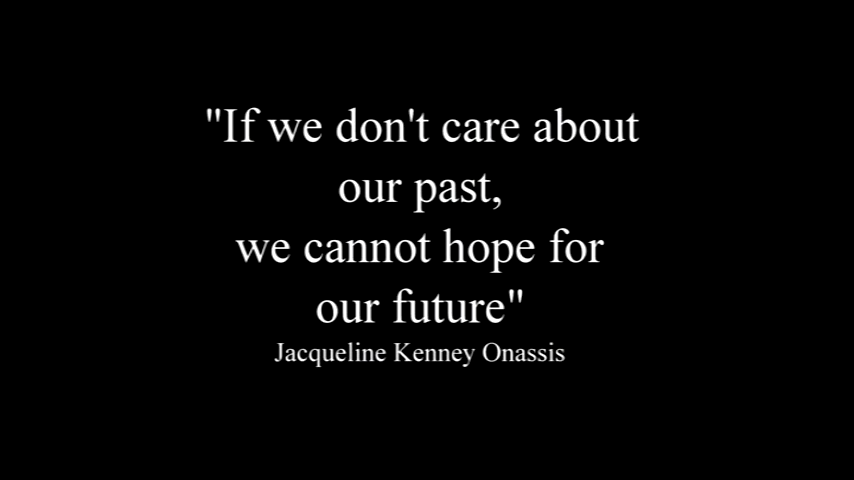 "If we don't care about
our past,
we cannot hope for
our future"
Jacqueline Kenney Onassis